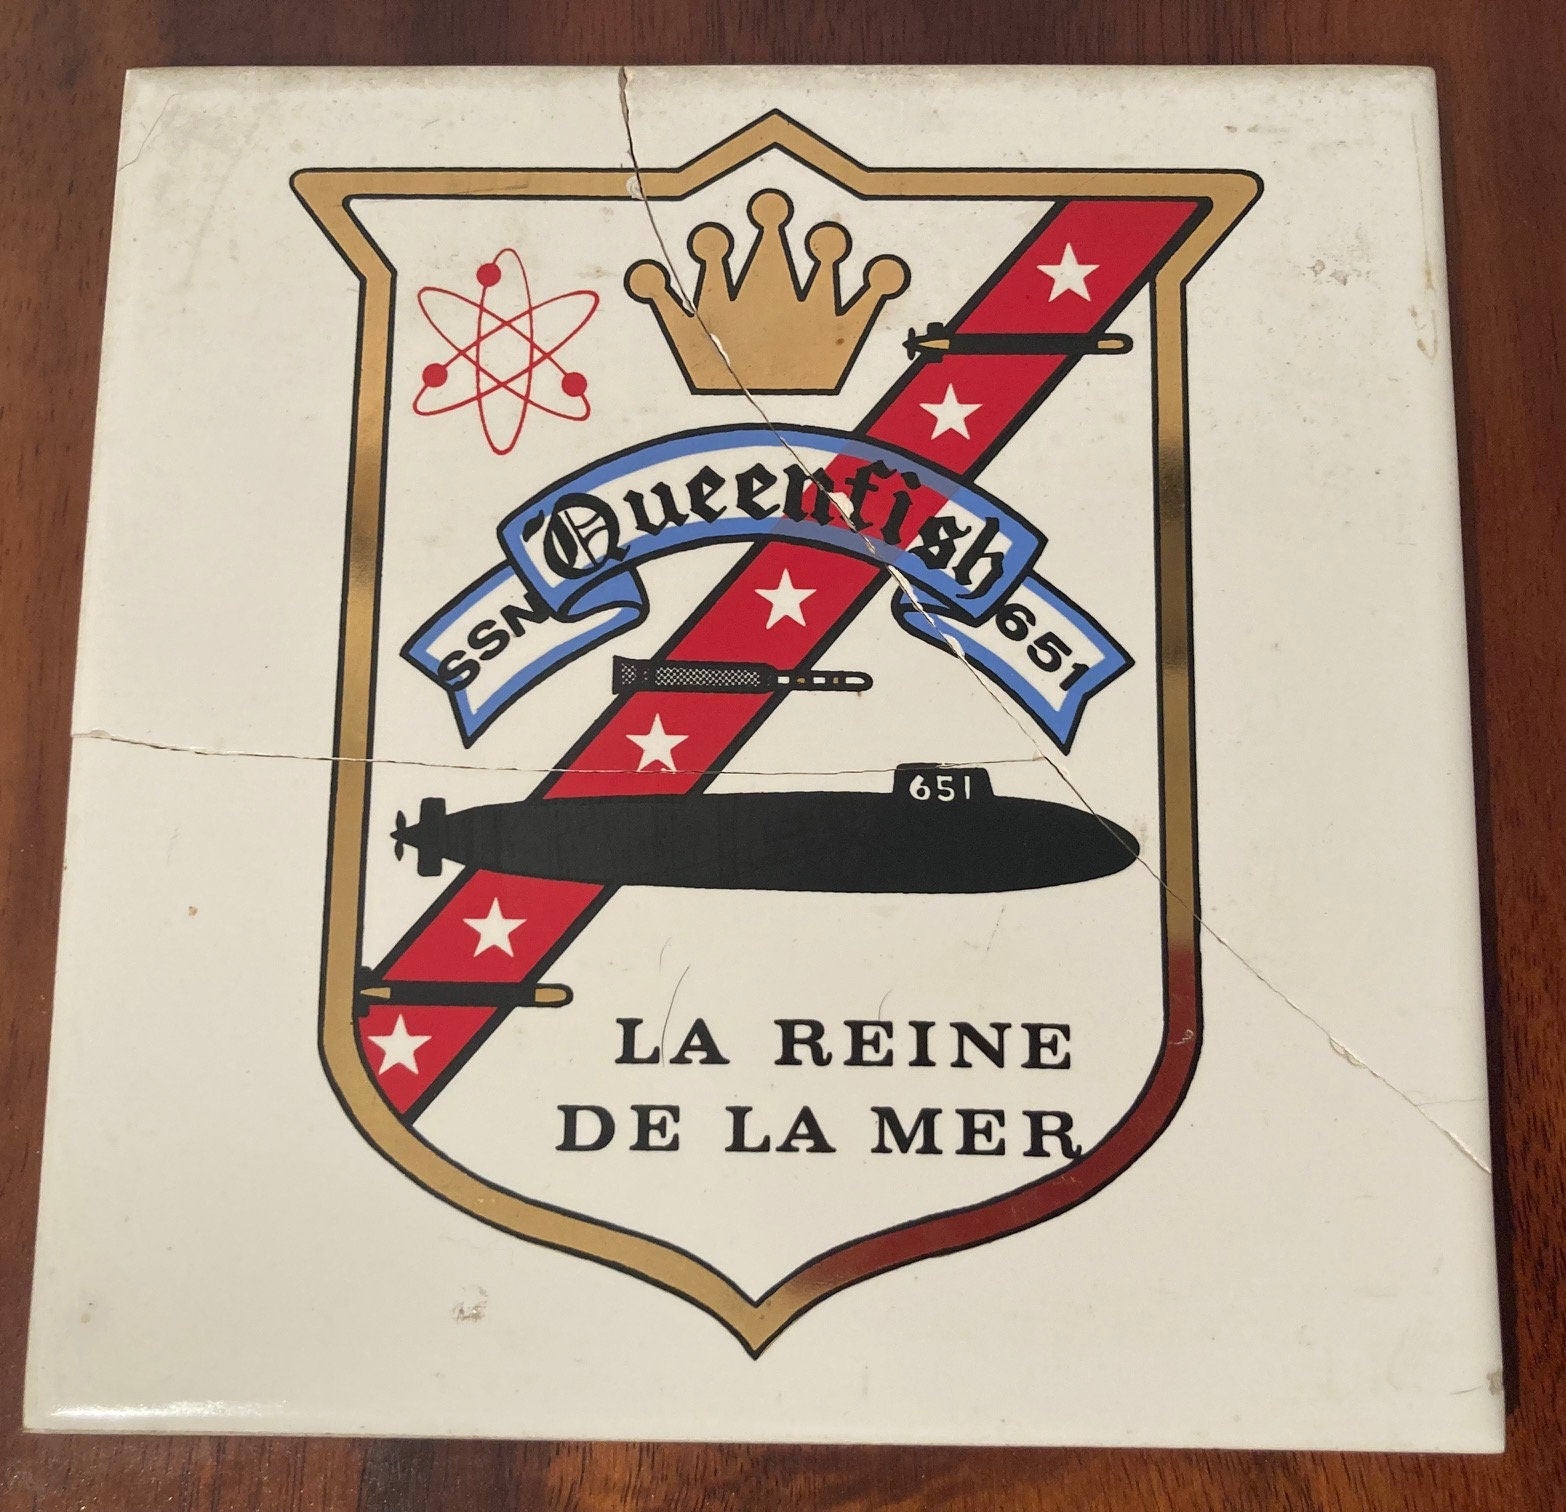 Queenfish
SSN 651
651
LA REINE
DE LA MER